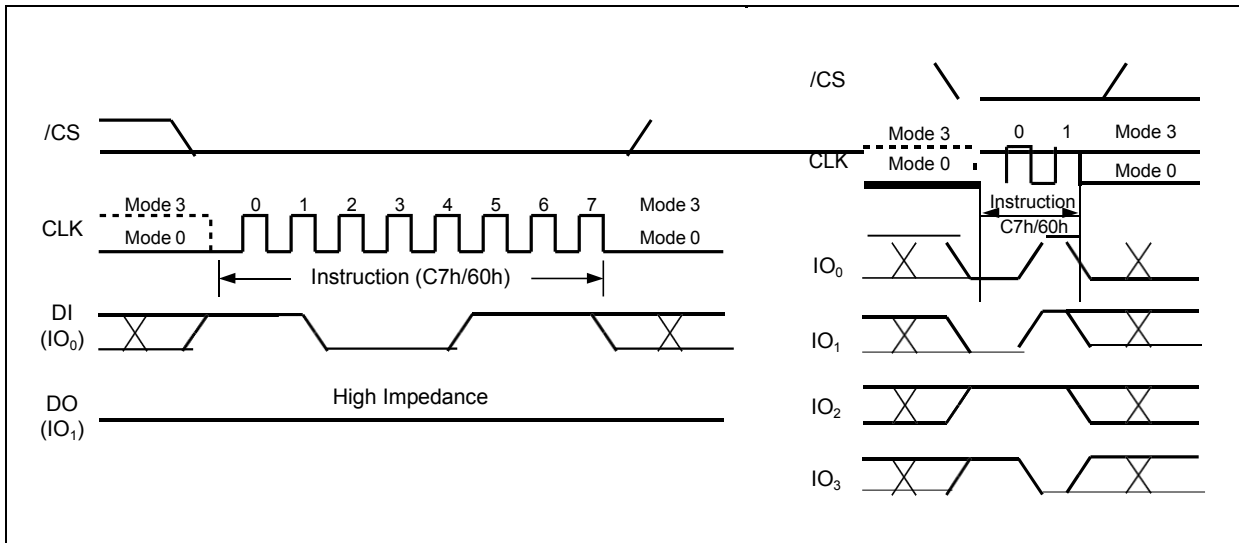 /CS
Mode 3 0 1 2 3 4 5 6 7 Mode 3
CLK
Mode 0 Mode 0
Instruction (C7h/60h)
DI
(IO0)
High Impedance
DO
(IO1)
/CS
Mode 3 0 1 Mode 3
CLK
Mode 0 Mode 0
Instruction
C7h/60h
IO0
IO1
IO2
IO3